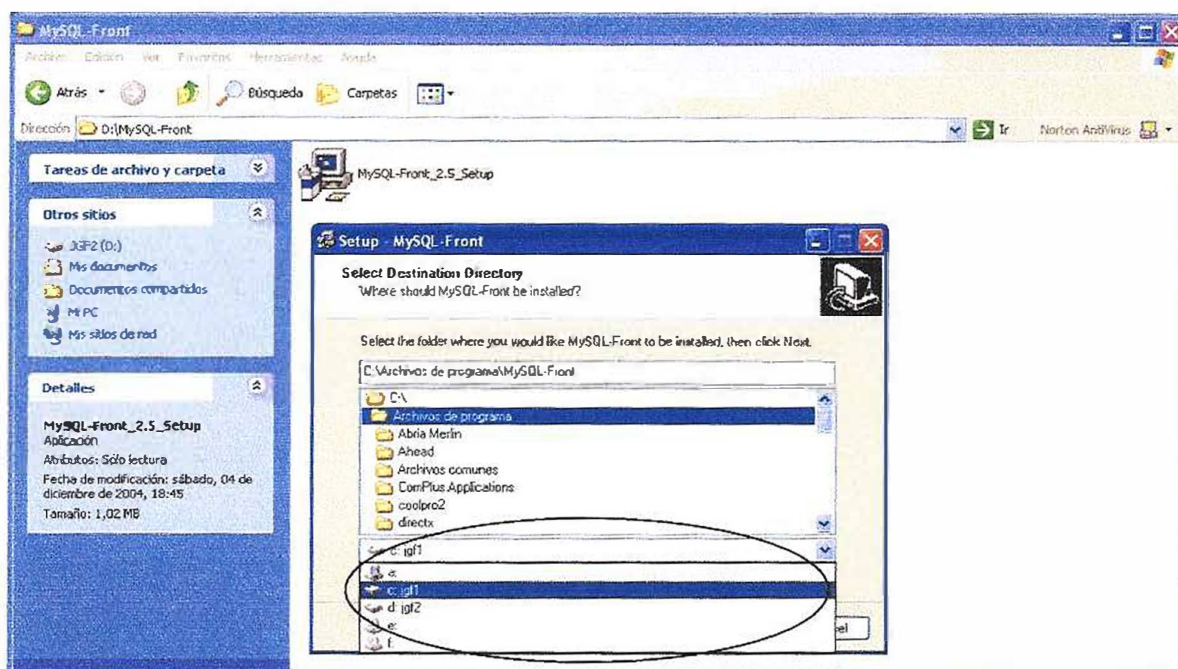 MySQL-Front
Archivo Edición Ver Favoritos Herramientas Ayuda
Atrás Búsqueda Carpetas
Dirección D:\MySQL-Front Ir Norton AntiVirus
Tareas de archivo y carpeta
MySQL-Front_2.5_Setup
Otros sitios
JGF2 (D:)
Mis documentos
Documentos compartidos
Mi PC
Mis sitios de red
Detalles
MySQL-Front_2.5_Setup
Aplicación
Atributos: Sólo lectura
Fecha de modificación: sábado, 04 de
diciembre de 2004, 18:45
Tamaño: 1,02 MB
Setup - MySQL-Front
Select Destination Directory
Where should MySQL-Front be installed?
Select the folder where you would like MySQL-Front to be installed, then click Next.
C:\Archivos de programa\MySQL-Front
C:\
Archivos de programa
Abria Merlin
Ahead
Archivos comunes
ComPlus Applications
coolpro2
directx
c: jgf1
a:
c: jgf1
d: jgf2
e:
f: